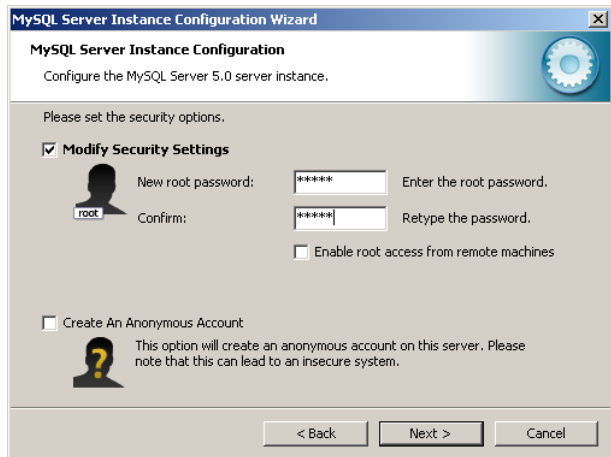 MySQL Server Instance Configuration Wizard
MySQL Server Instance Configuration
Configure the MySQL Server 5.0 server instance.
Please set the security options.
Modify Security Settings
root
New root password: ***** Enter the root password.
Confirm: ***** Retype the password.
Enable root access from remote machines
Create An Anonymous Account
This option will create an anonymous account on this server. Please
note that this can lead to an insecure system.
< Back Next > Cancel